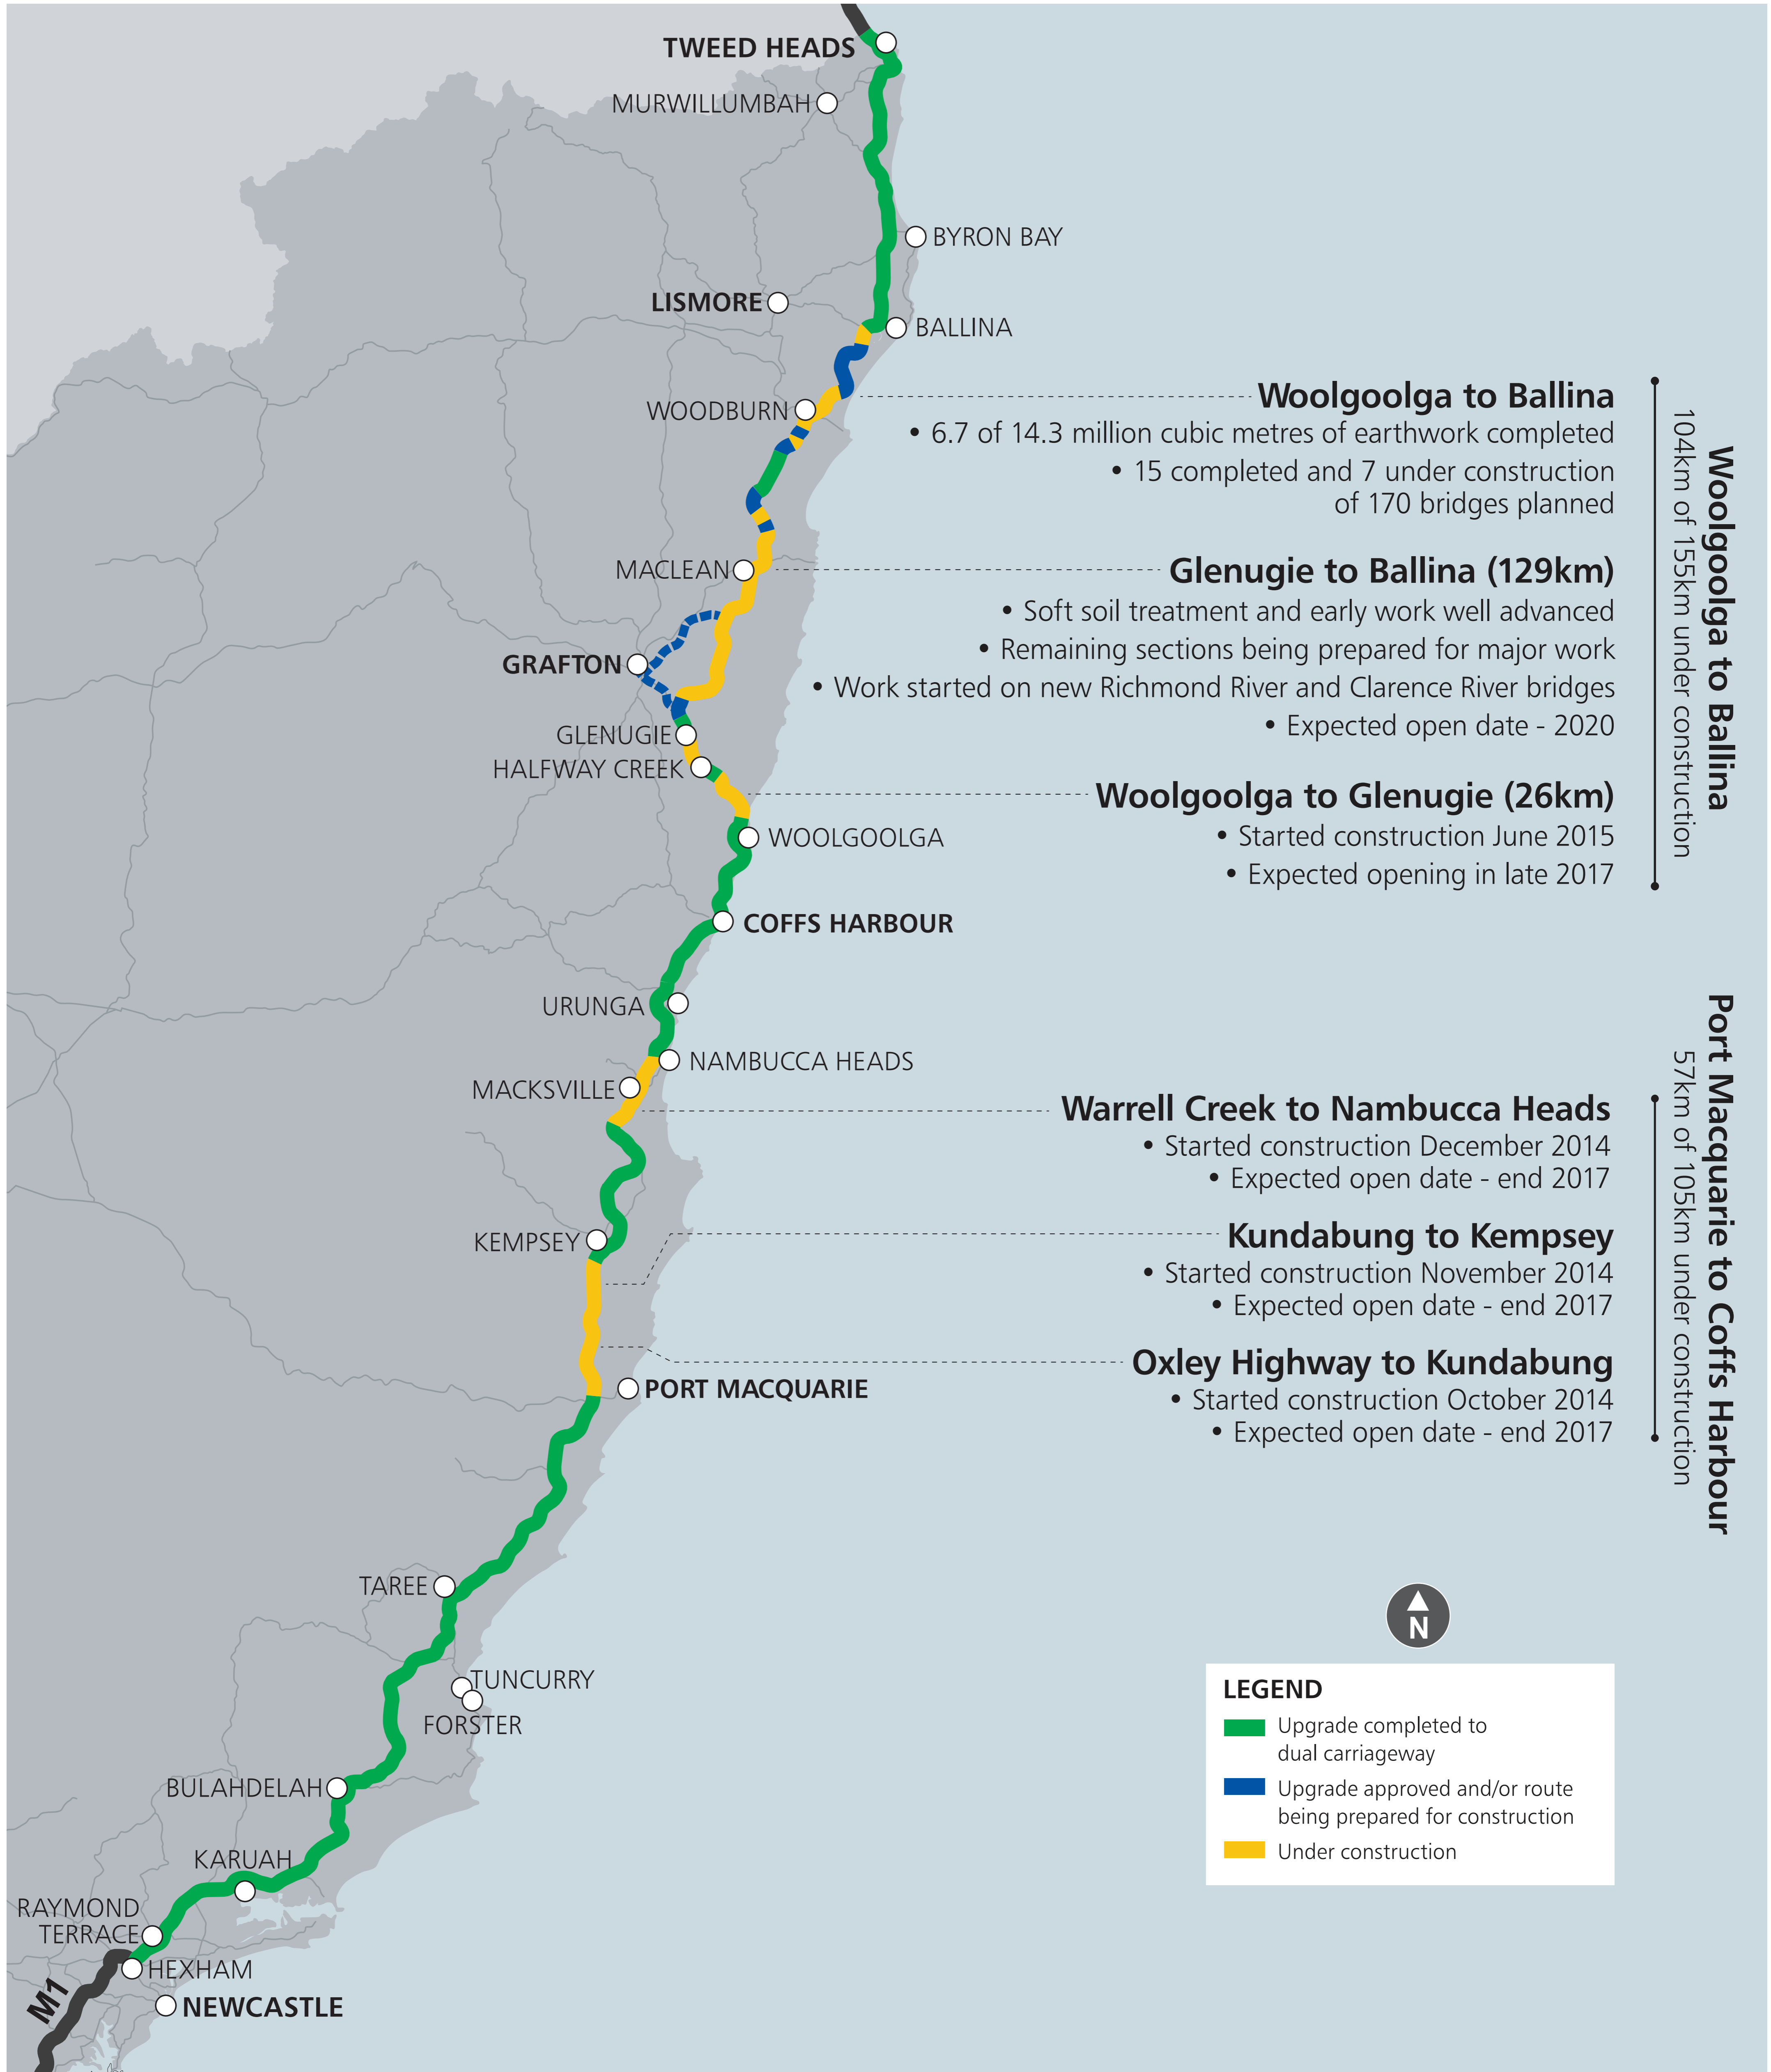 TWEED HEADS
MURWILLUMBAH
BYRON BAY
LISMORE
BALLINA
WOODBURN
MACLEAN
GRAFTON
GLENUGIE
HALFWAY CREEK
WOOLGOOLGA
COFFS HARBOUR
URUNGA
NAMBUCCA HEADS
MACKSVILLE
KEMPSEY
PORT MACQUARIE
TAREE
TUNCURRY
FORSTER
BULAHDELAH
KARUAH
RAYMOND
TERRACE
HEXHAM
M1
NEWCASTLE
Woolgoolga to Ballina
• 6.7 of 14.3 million cubic metres of earthwork completed
• 15 completed and 7 under construction
of 170 bridges planned
Glenugie to Ballina (129km)
• Soft soil treatment and early work well advanced
• Remaining sections being prepared for major work
• Work started on new Richmond River and Clarence River bridges
• Expected open date - 2020
Woolgoolga to Glenugie (26km)
• Started construction June 2015
• Expected opening in late 2017
Woolgoolga to Ballina
104km of 155km under construction
Warrell Creek to Nambucca Heads
• Started construction December 2014
• Expected open date - end 2017
Kundabung to Kempsey
• Started construction November 2014
• Expected open date - end 2017
Oxley Highway to Kundabung
• Started construction October 2014
• Expected open date - end 2017
Port Macquarie to Coffs Harbour
57km of 105km under construction
N
LEGEND
Upgrade completed to
dual carriageway
Upgrade approved and/or route
being prepared for construction
Under construction